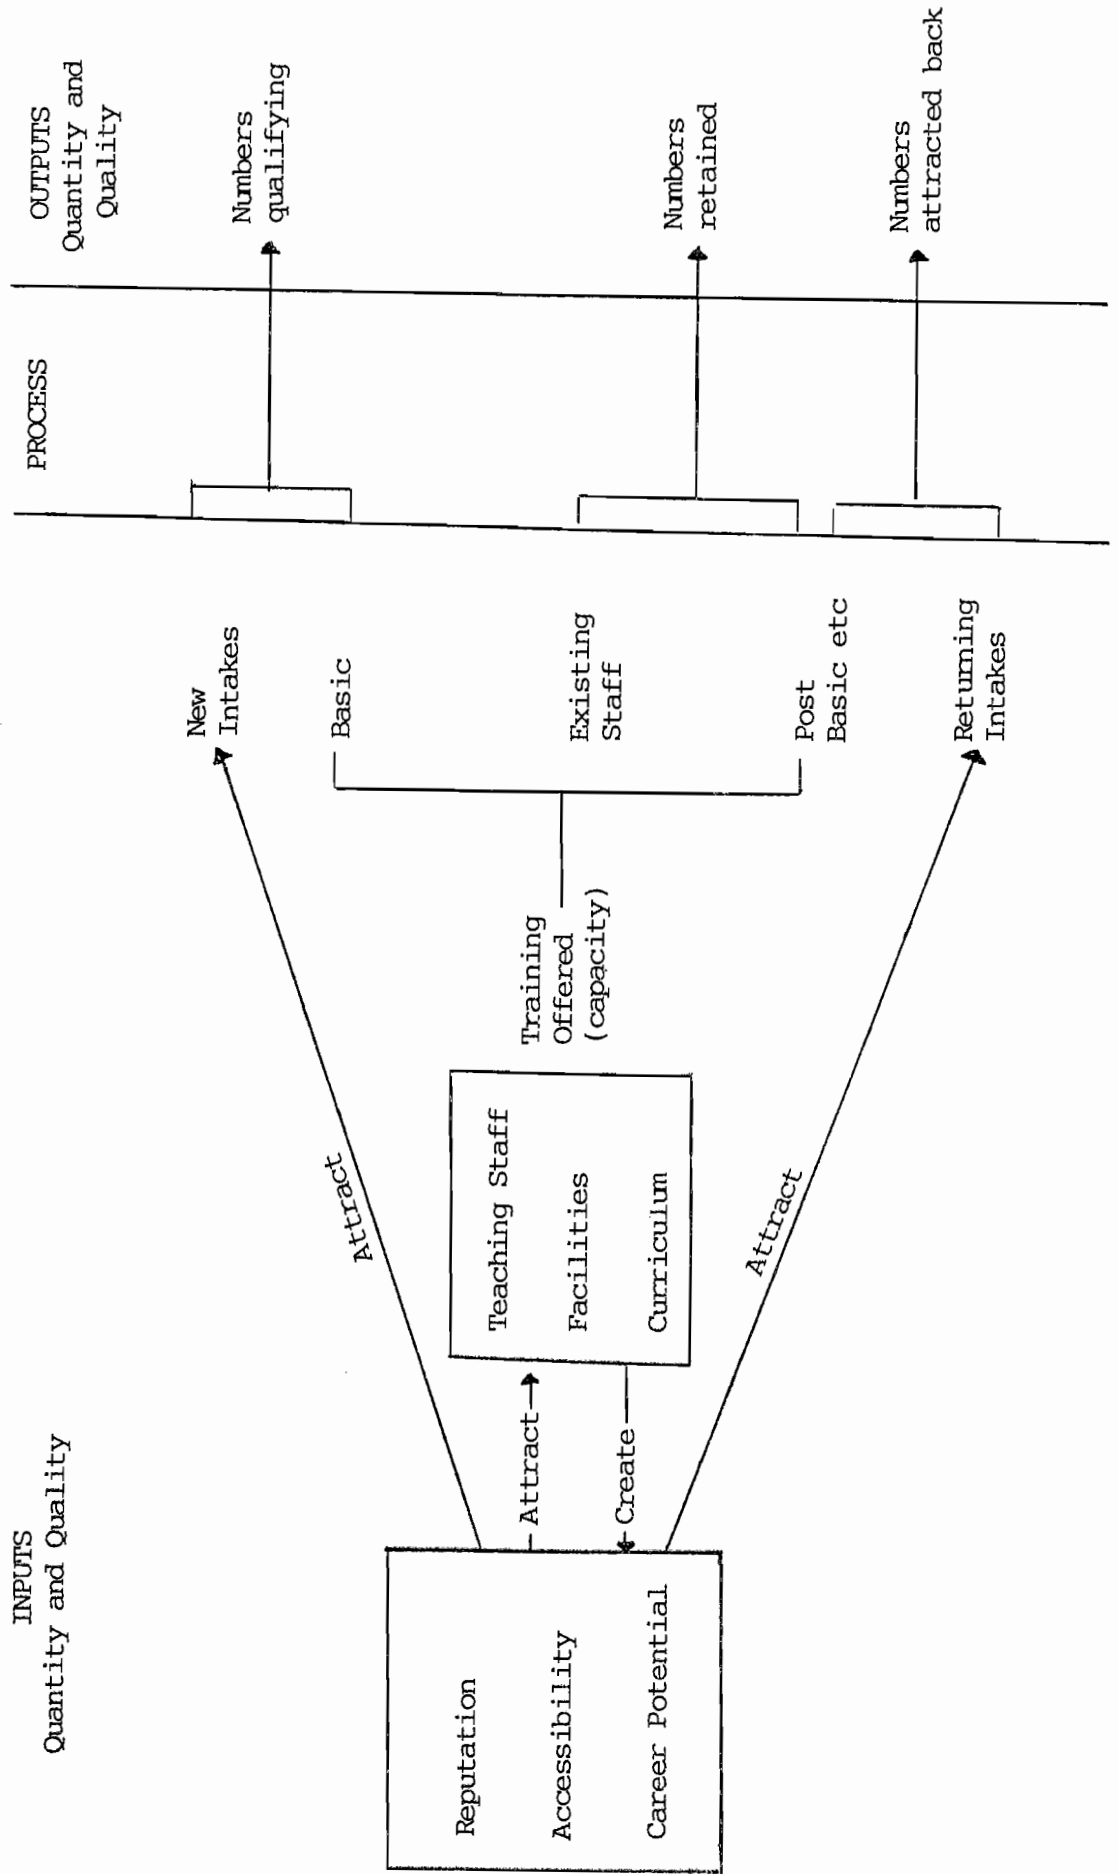 INPUTS
Quantity and Quality
PROCESS
OUTPUTS
Quantity and
Quality
Reputation
Accessibility
Career Potential
Attract
Attract
Create
Attract
Teaching Staff
Facilities
Curriculum
Training
Offered
(capacity)
New
Intakes
Basic
Existing
Staff
Post
Basic etc
Returning
Intakes
Numbers
qualifying
Numbers
retained
Numbers
attracted back